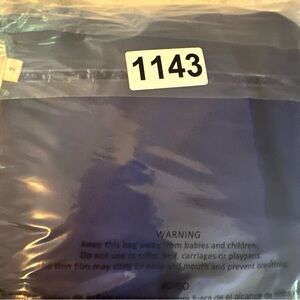 1143
WARNING
Keep this bag away from babies and children.
Do not use in cribs, bed, carriages or playpens.
The thin film may cling to nose and mouth and prevent breathing.